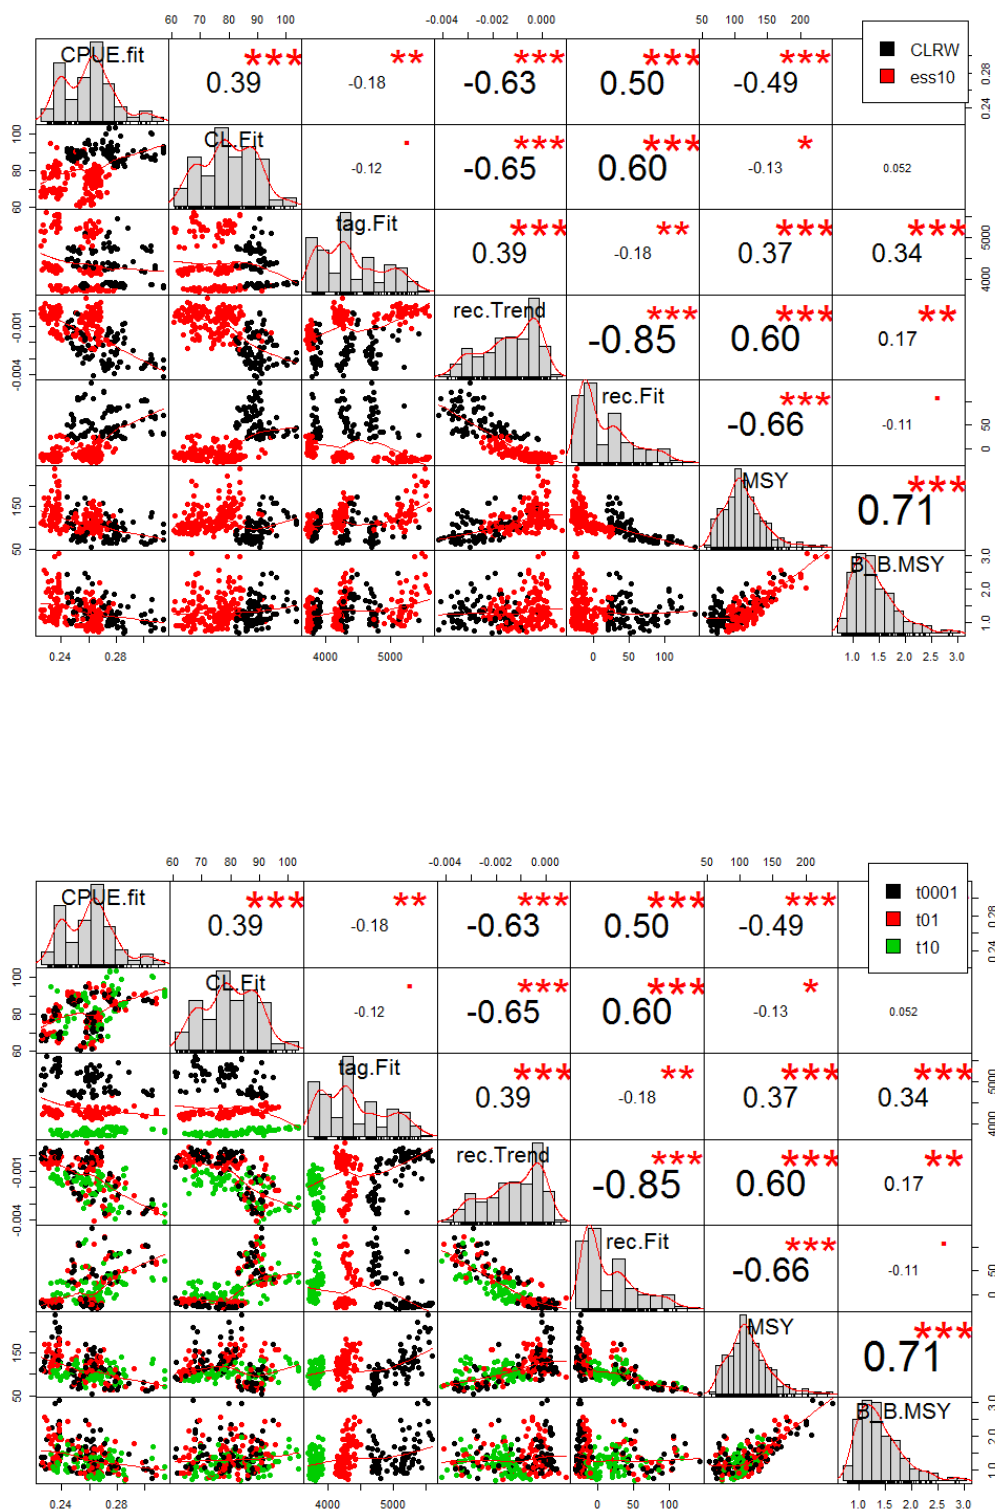 60 70 80 90 100 -0.004 -0.002 0.000 50 100 150 200
CPUE.fit *** ** *** *** ***
0.39 -0.18 -0.63 0.50 -0.49
CLRW
ess10
0.24 0.28
CL.Fit *** *** *
-0.12 -0.65 0.60 -0.13 0.052
60 80 100
tag.Fit *** ** *** ***
0.39 -0.18 0.37 0.34
4000 5000
rec.Trend *** *** **
-0.85 0.60 0.17
-0.004 -0.001
rec.Fit ***
-0.66 -0.11
0 50
MSY ***
0.71
50 150
B_B.MSY
1.0 2.0 3.0
0.24 0.28 4000 5000 0 50 100 1.0 1.5 2.0 2.5 3.0
60 70 80 90 100 -0.004 -0.002 0.000 50 100 150 200
CPUE.fit *** ** *** *** ***
0.39 -0.18 -0.63 0.50 -0.49
t0001
t01
t10
0.24 0.28
CL.Fit *** *** *
-0.12 -0.65 0.60 -0.13 0.052
60 80 100
tag.Fit *** ** *** ***
0.39 -0.18 0.37 0.34
4000 5000
rec.Trend *** *** **
-0.85 0.60 0.17
-0.004 -0.001
rec.Fit ***
-0.66 -0.11
0 50
MSY ***
0.71
50 150
B_B.MSY
1.0 2.0 3.0
0.24 0.28 4000 5000 0 50 100 1.0 1.5 2.0 2.5 3.0